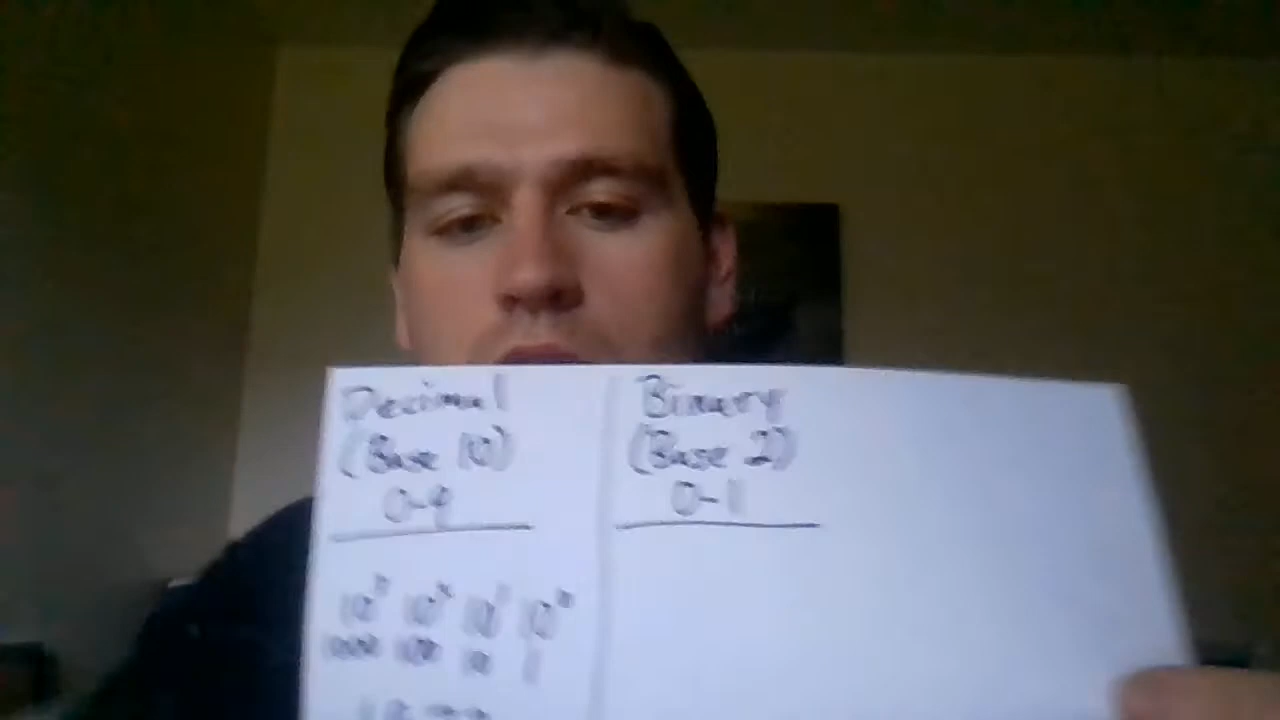 Decimal
(Base 10)
0-9
10³ 10² 10¹ 10⁰
1000 100 10 1
Binary
(Base 2)
0-1